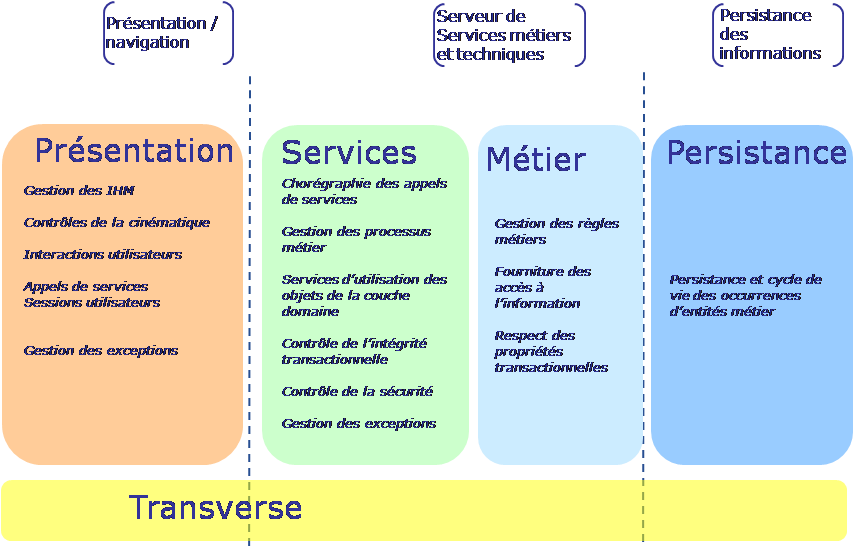 Présentation /
navigation
Serveur de
Services métiers
et techniques
Persistance
des
informations
Présentation
Gestion des IHM
Contrôles de la cinématique
Interactions utilisateurs
Appels de services
Sessions utilisateurs
Gestion des exceptions
Services
Chorégraphie des appels
de services
Gestion des processus
métier
Services d'utilisation des
objets de la couche
domaine
Contrôle de l'intégrité
transactionnelle
Contrôle de la sécurité
Gestion des exceptions
Métier
Gestion des règles
métiers
Fourniture des
accès à
l'information
Respect des
propriétés
transactionnelles
Persistance
Persistance et cycle de
vie des occurrences
d'entités métier
Transverse